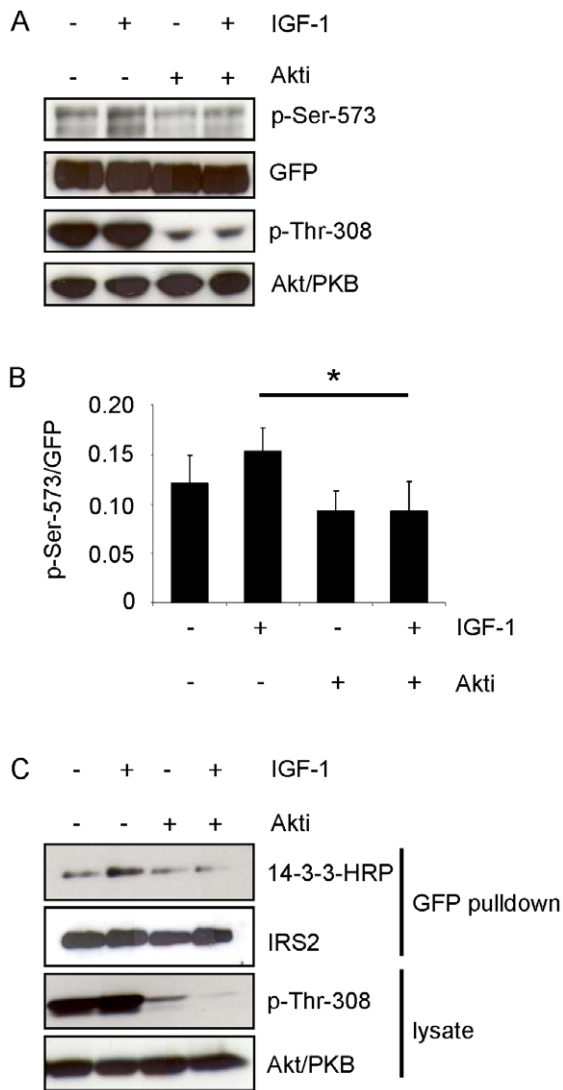 A - + - + IGF-1
- - + + Akti
p-Ser-573
GFP
p-Thr-308
Akt/PKB
B
*
p-Ser-573/GFP
0.20
0.15
0.10
0.05
0
- + - + IGF-1
- - + + Akti
C - + - + IGF-1
- - + + Akti
14-3-3-HRP
IRS2
GFP pulldown
p-Thr-308
Akt/PKB
lysate